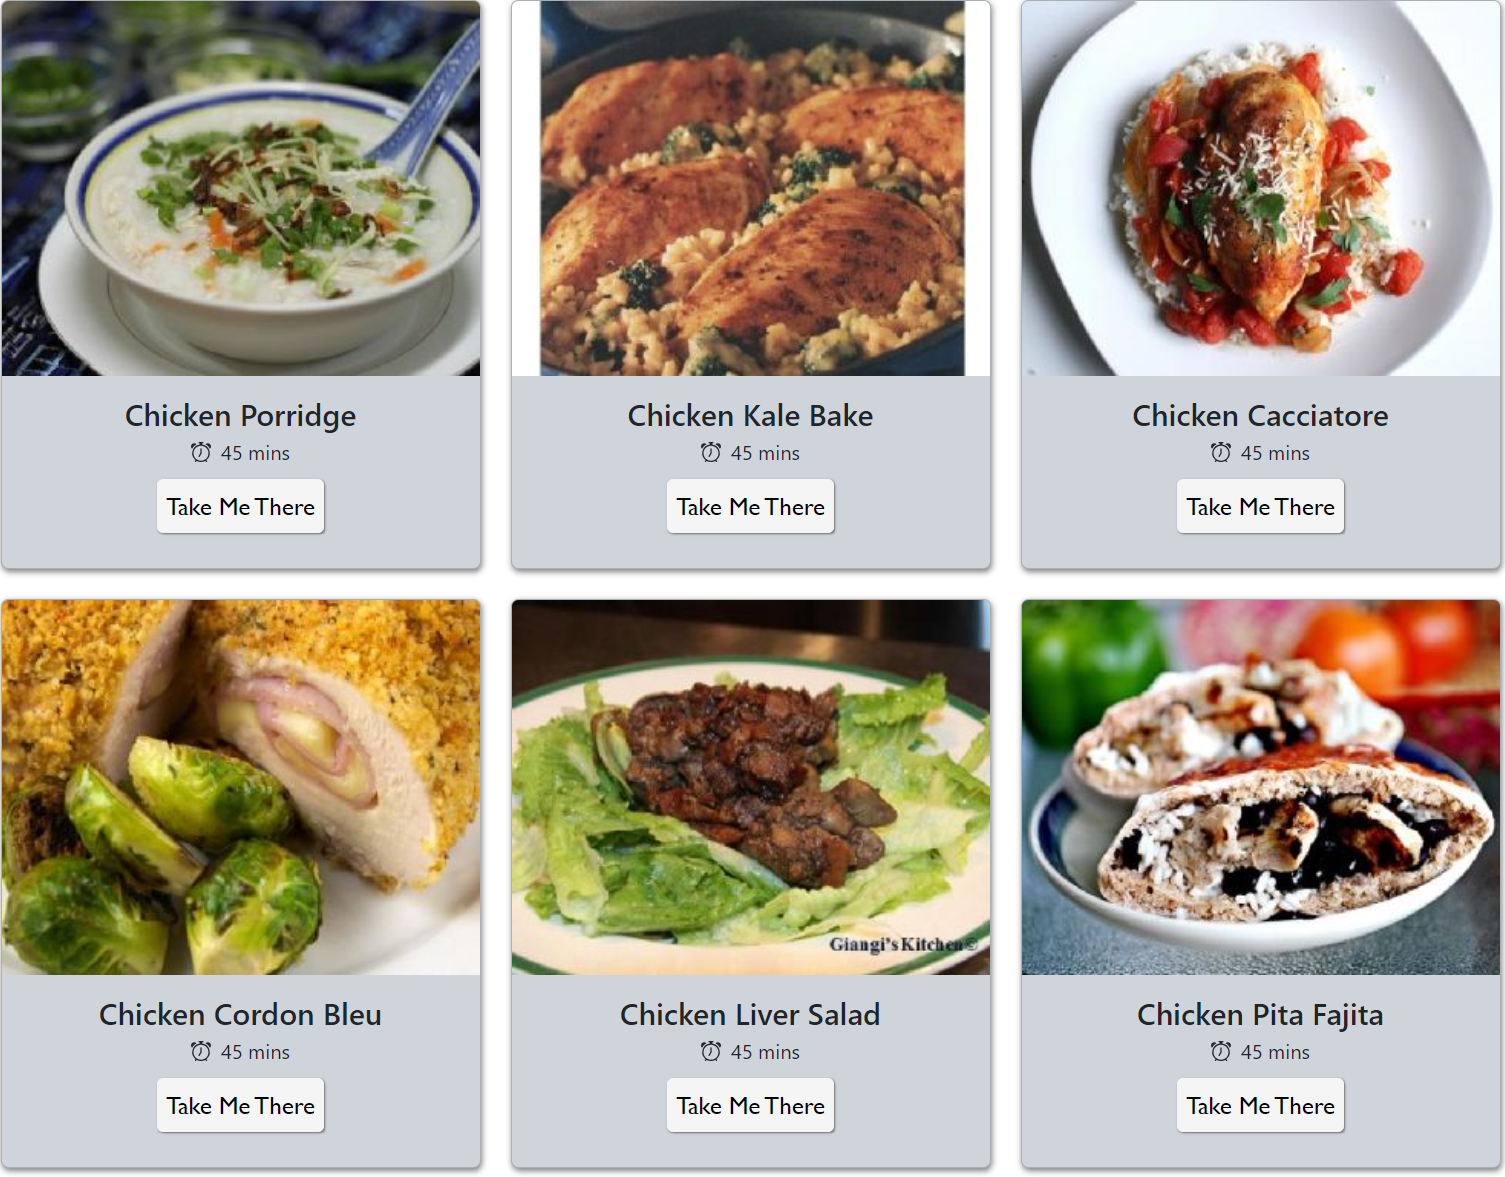 Chicken Porridge
45 mins
Take Me There
Chicken Kale Bake
45 mins
Take Me There
Chicken Cacciatore
45 mins
Take Me There
Chicken Cordon Bleu
45 mins
Take Me There
Giangi's Kitchen©
Chicken Liver Salad
45 mins
Take Me There
Chicken Pita Fajita
45 mins
Take Me There